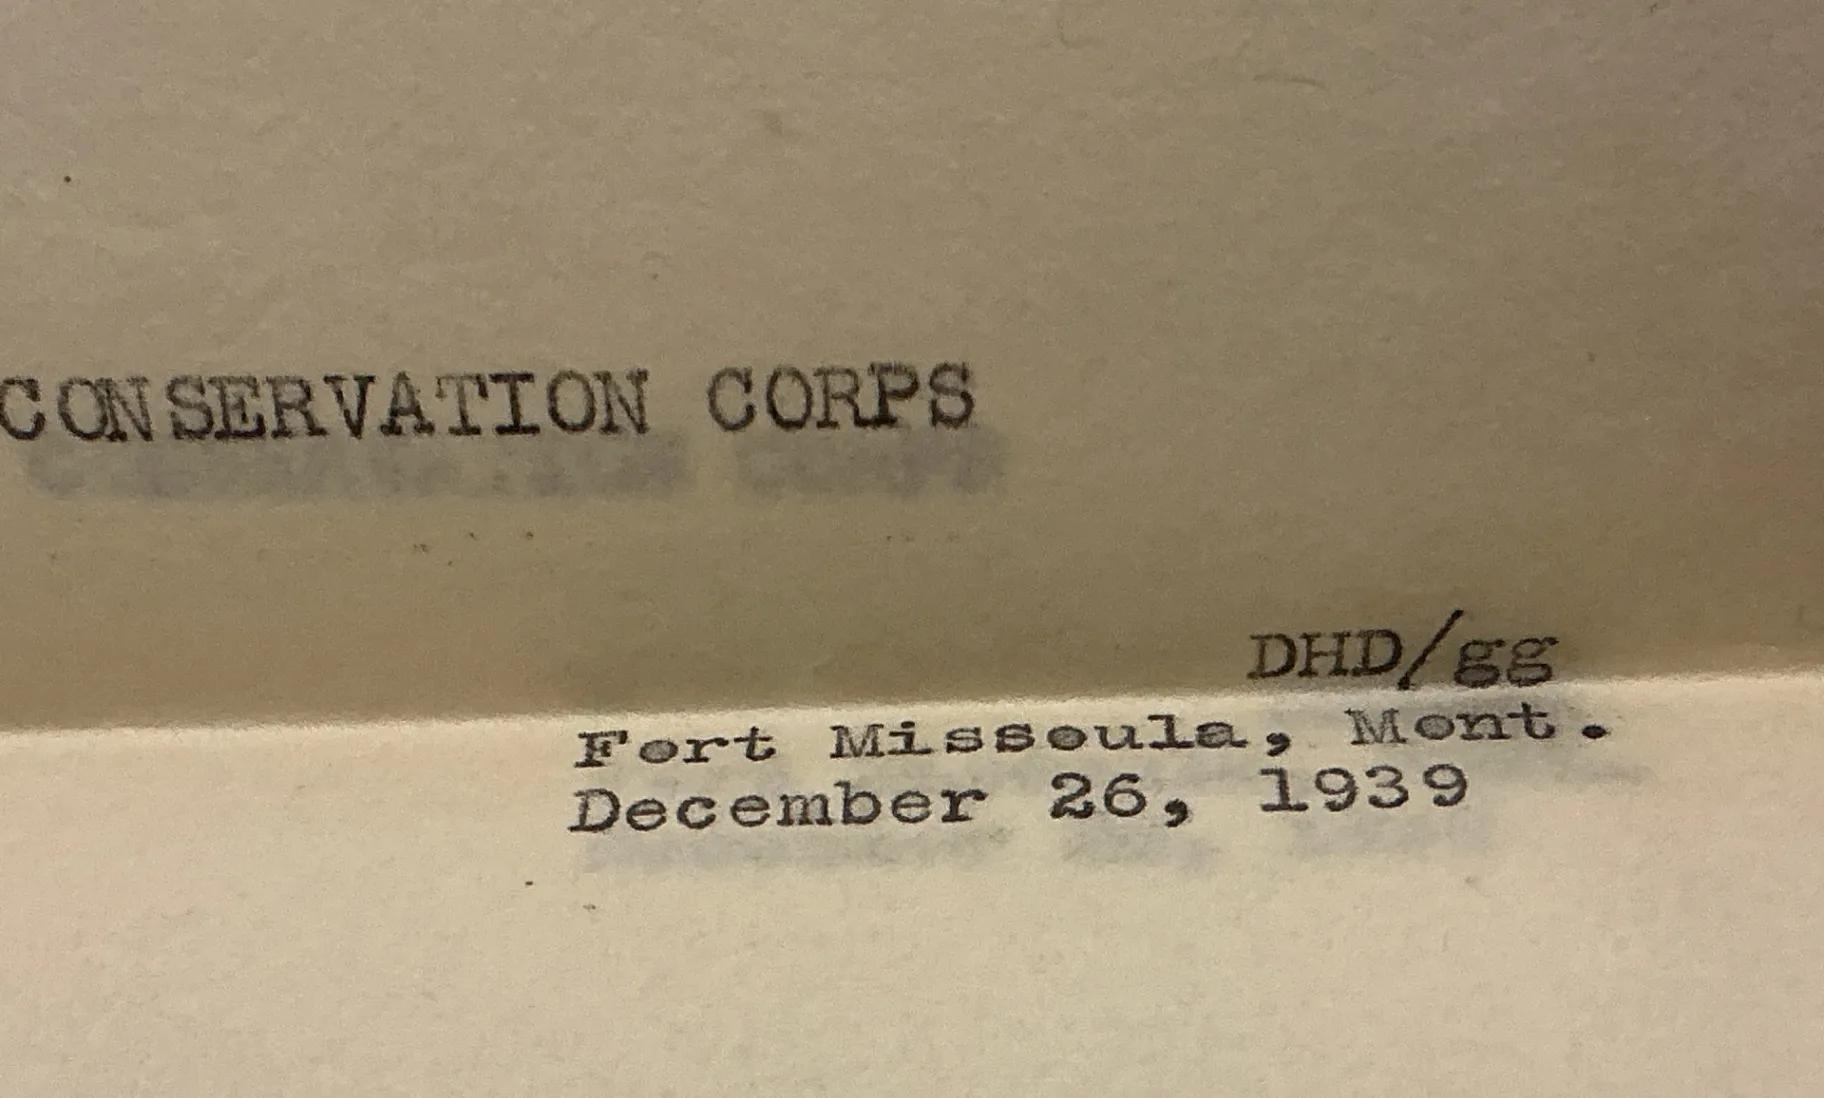 CONSERVATION CORPS
DHD/gg
Fort Missoula, Mont.
December 26, 1939